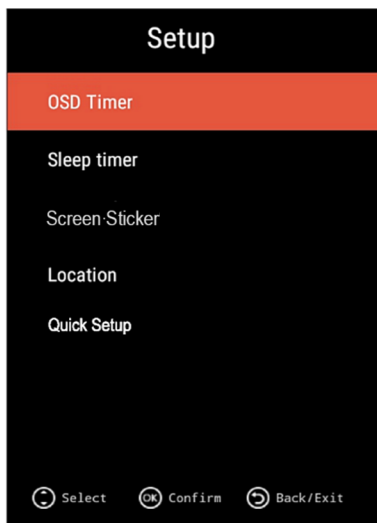 Setup
OSD Timer
Sleep timer
Screen·Sticker
Location
Quick Setup
Select OK Confirm Back/Exit